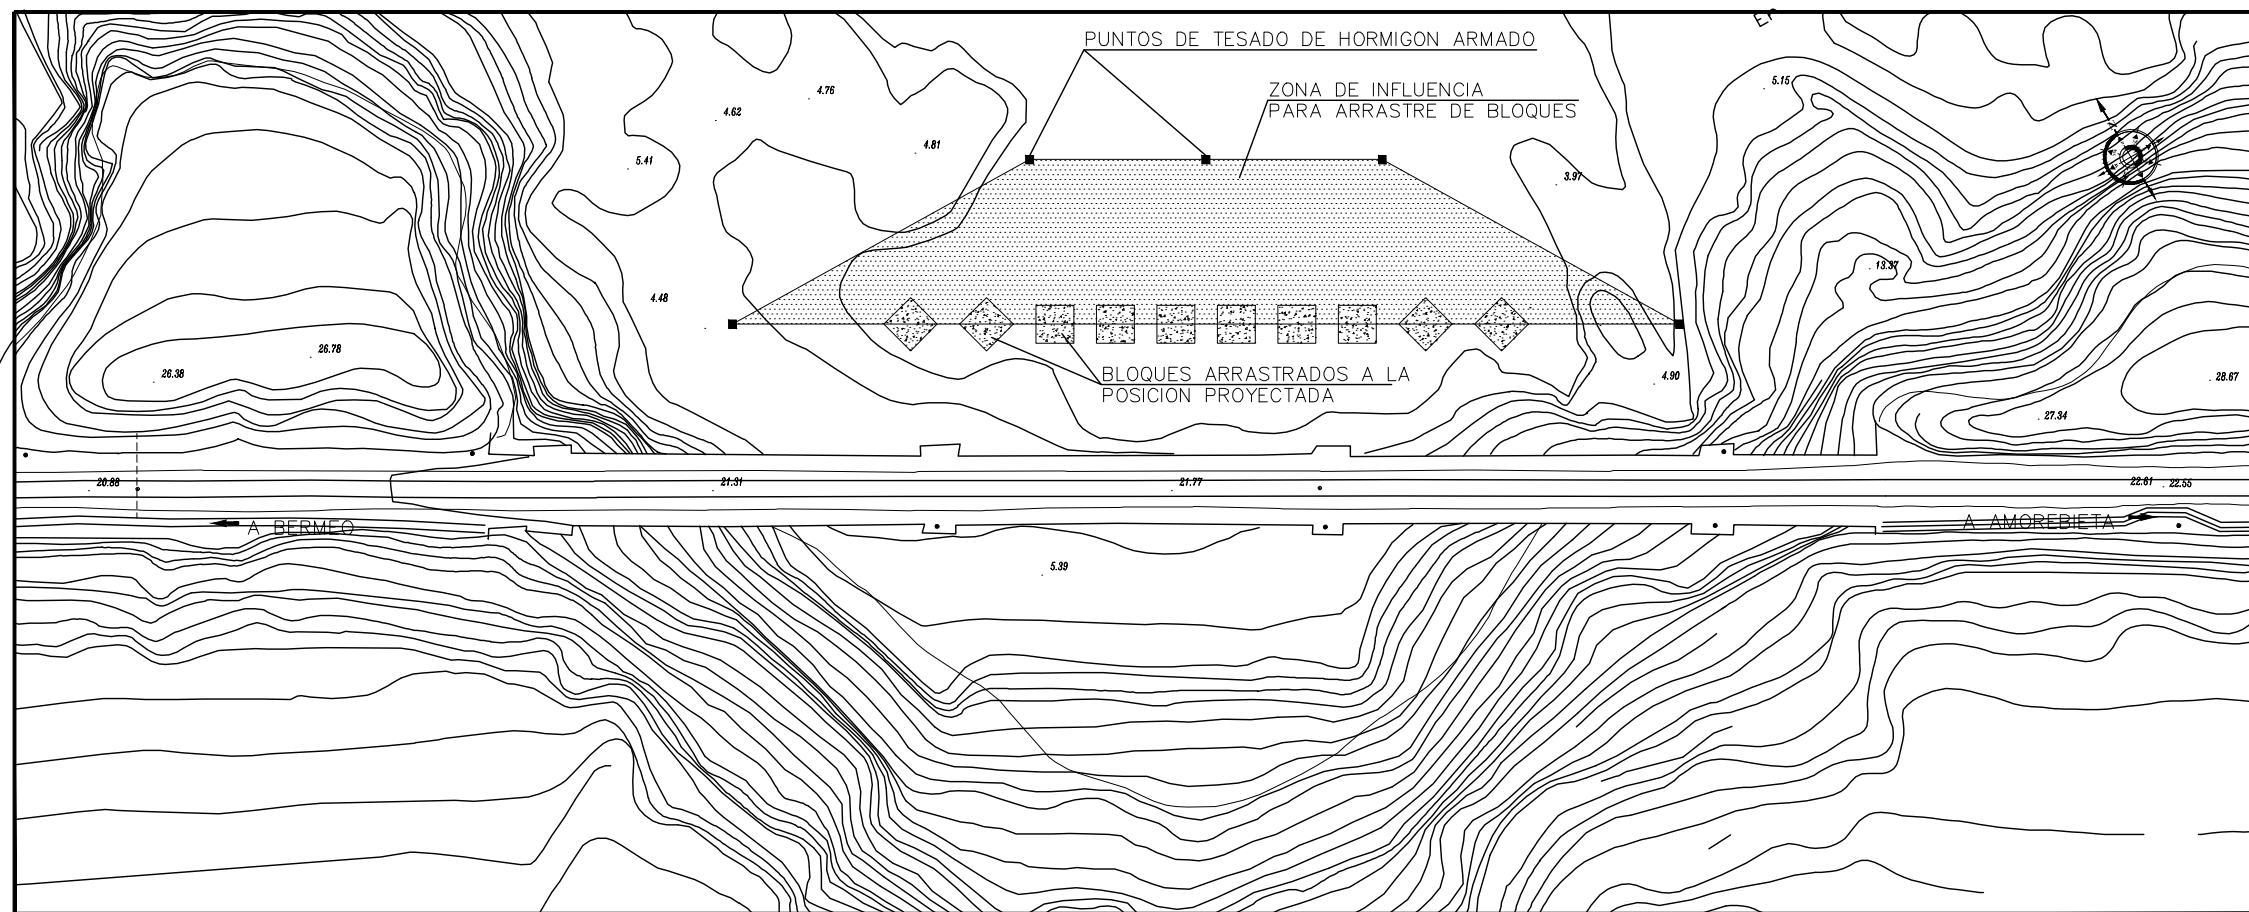 PUNTOS DE TESADO DE HORMIGON ARMADO
ZONA DE INFLUENCIA
PARA ARRASTRE DE BLOQUES
5.15
4.76
4.62
4.81
5.41
3.97
13.37
4.48
26.78
26.38
BLOQUES ARRASTRADOS A LA
POSICION PROYECTADA
4.90
28.67
27.34
20.88
21.31
21.77
22.61
22.55
A BERMEO
A AMOREBIETA
5.39